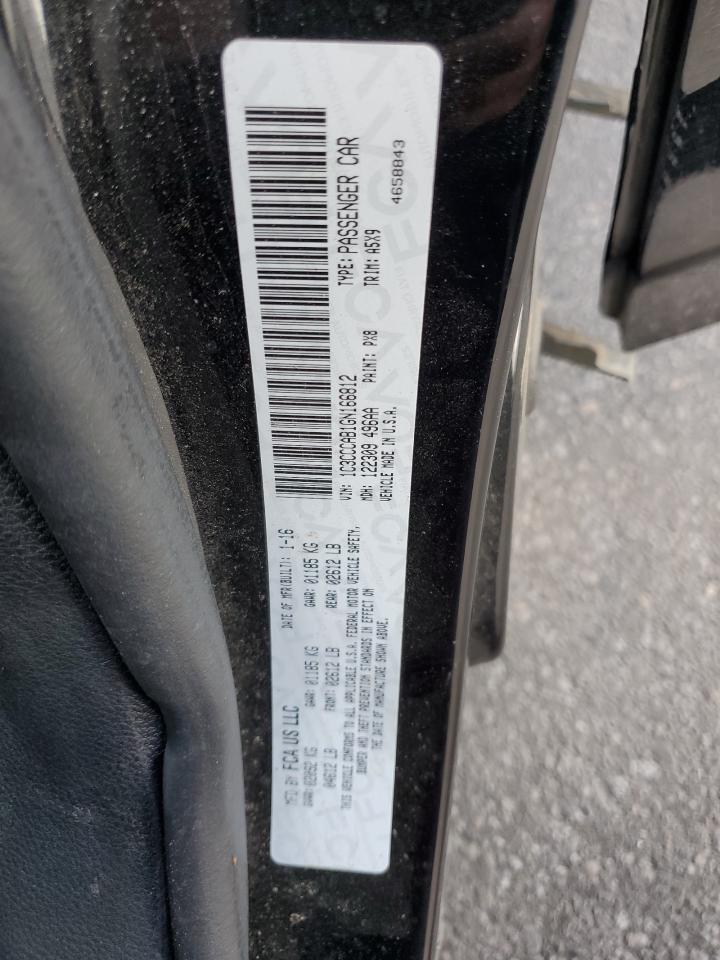 MFD BY FCA US LLC DATE OF MFR(BUILT): 1-16
GVWR: 02092 KG GAWR: 01185 KG GAWR: 01185 KG
04612 LB FRONT: 02612 LB REAR: 02612 LB
THIS VEHICLE CONFORMS TO ALL APPLICABLE U.S.A. FEDERAL MOTOR VEHICLE SAFETY,
BUMPER AND THEFT PREVENTION STANDARDS IN EFFECT ON
THE DATE OF MANUFACTURE SHOWN ABOVE.
VIN: 1C3CCCAB1GN166812 TYPE: PASSENGER CAR
MDH: 122309 496AA PAINT: PX8 TRIM: A5X9
VEHICLE MADE IN U.S.A.
4658843